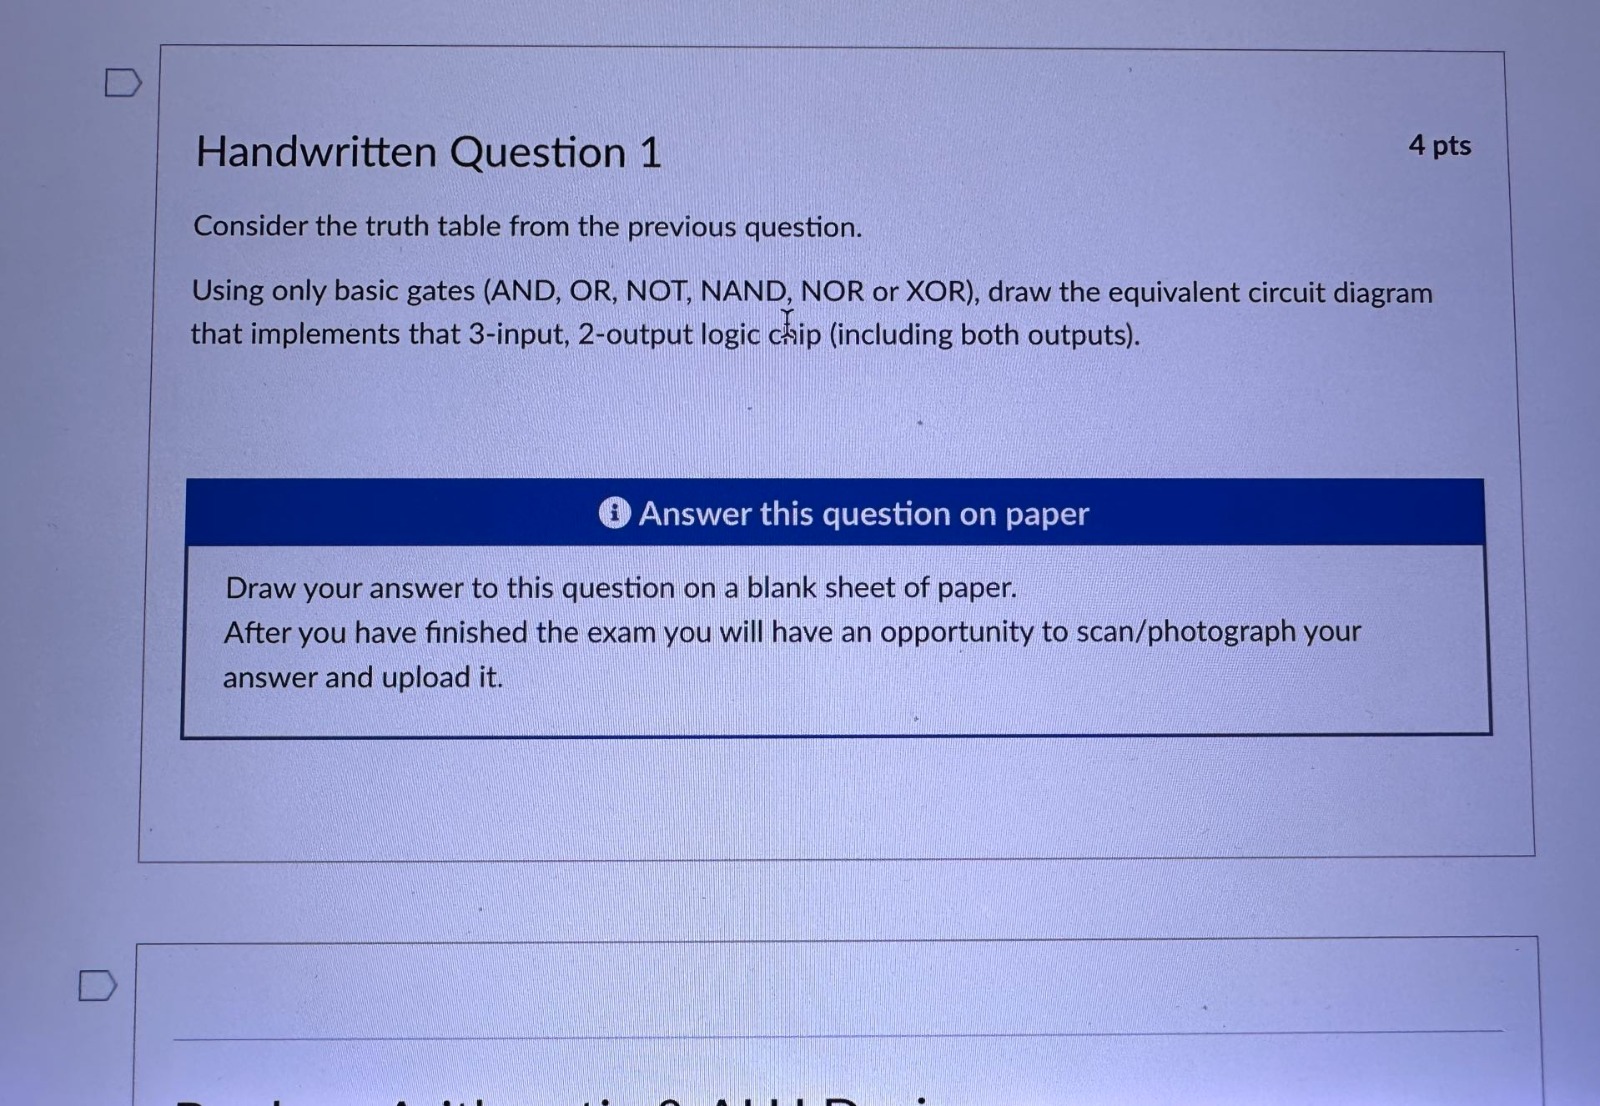 Handwritten Question 1
4 pts
Consider the truth table from the previous question.
Using only basic gates (AND, OR, NOT, NAND, NOR or XOR), draw the equivalent circuit diagram
that implements that 3-input, 2-output logic chip (including both outputs).
Answer this question on paper
Draw your answer to this question on a blank sheet of paper.
After you have finished the exam you will have an opportunity to scan/photograph your
answer and upload it.